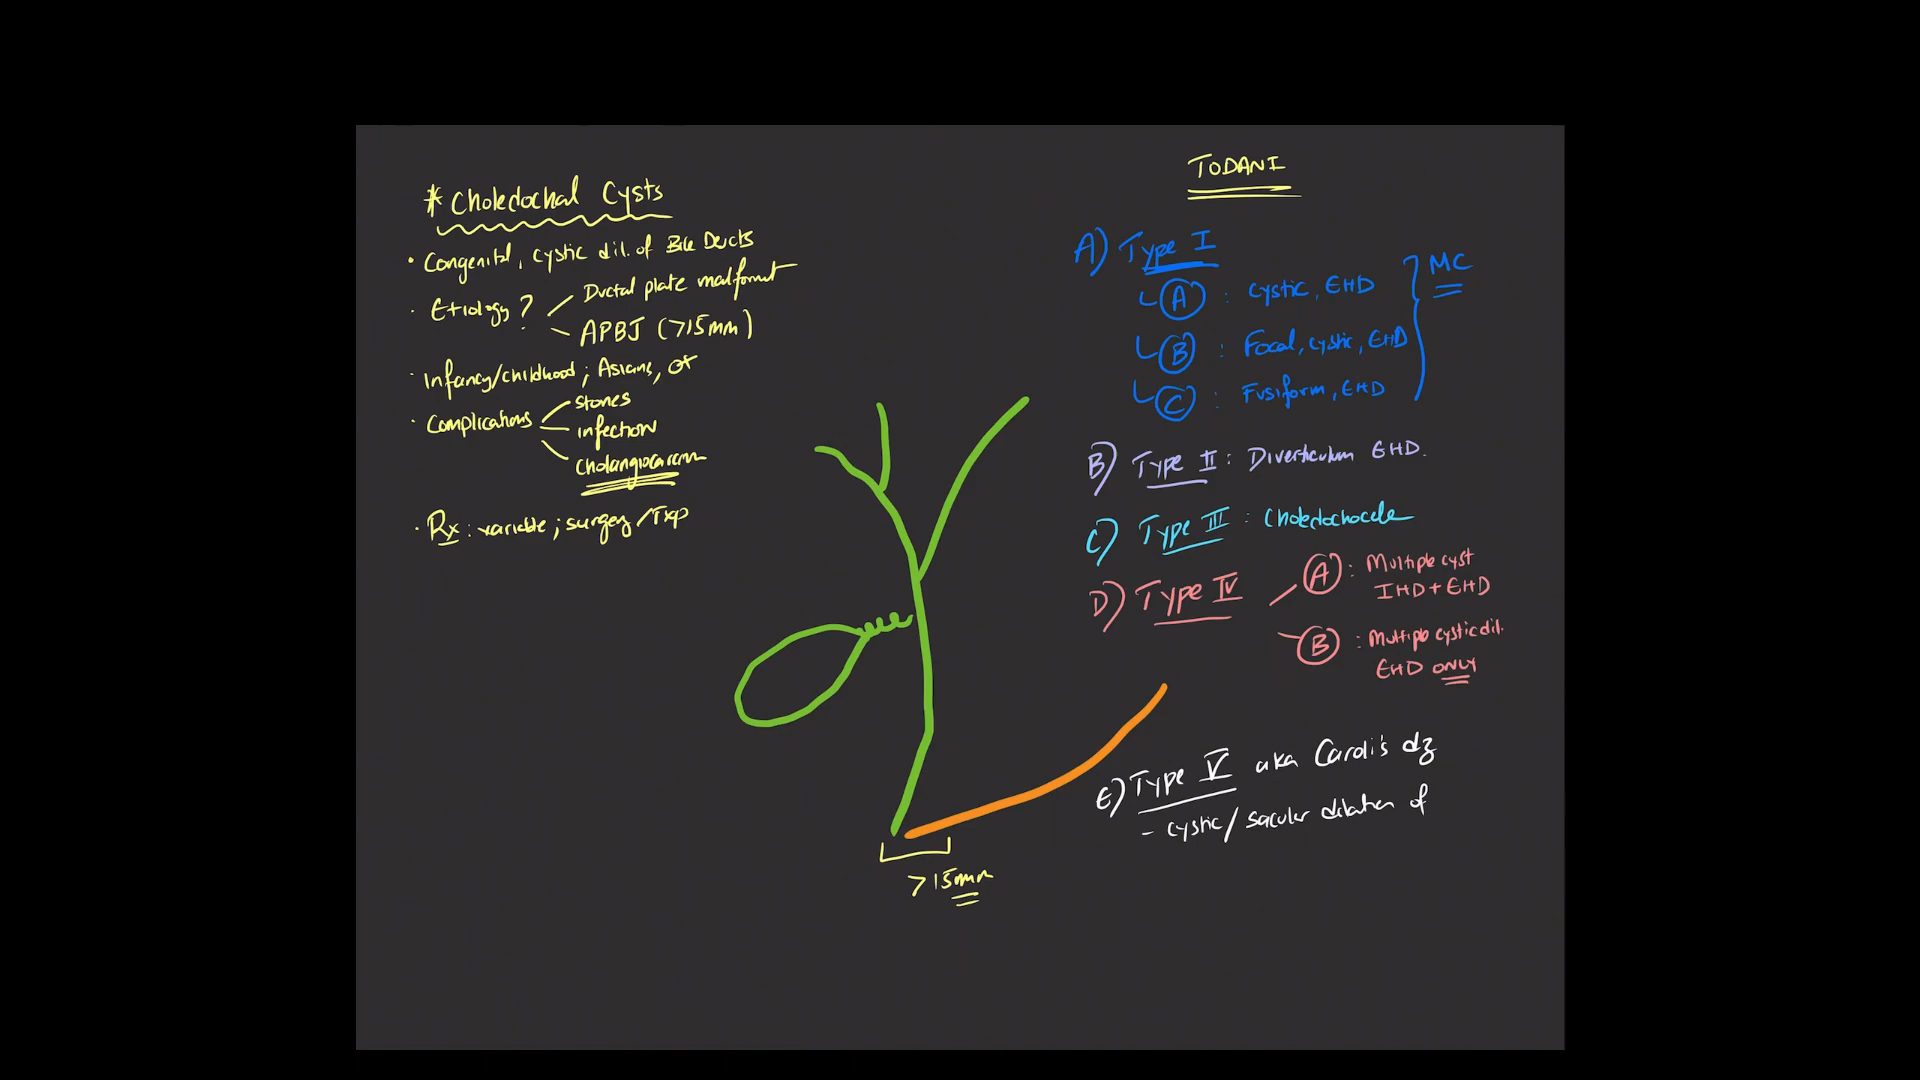 * Choledochal Cysts
• Congenital, cystic dil. of Bile Ducts
• Etiology? Ductal plate malformat
APBJ (>15mm)
• Infancy/childhood; Asians,
• Complications stones
infection
cholangiocarcin
• Rx: variable; surgery/Txp
TODANI
A) Type I
A : cystic, EHD
MC
B : Focal, cystic, EHD
C : Fusiform, EHD
B) Type II : Diverticulum EHD.
C) Type III : Choledochocele
D) Type IV
A : Multiple cyst
IHD + EHD
B : Multiple cystic dil.
EHD ONLY
E) Type V aka Caroli's dz
- cystic/saccular dilation of
>15mm